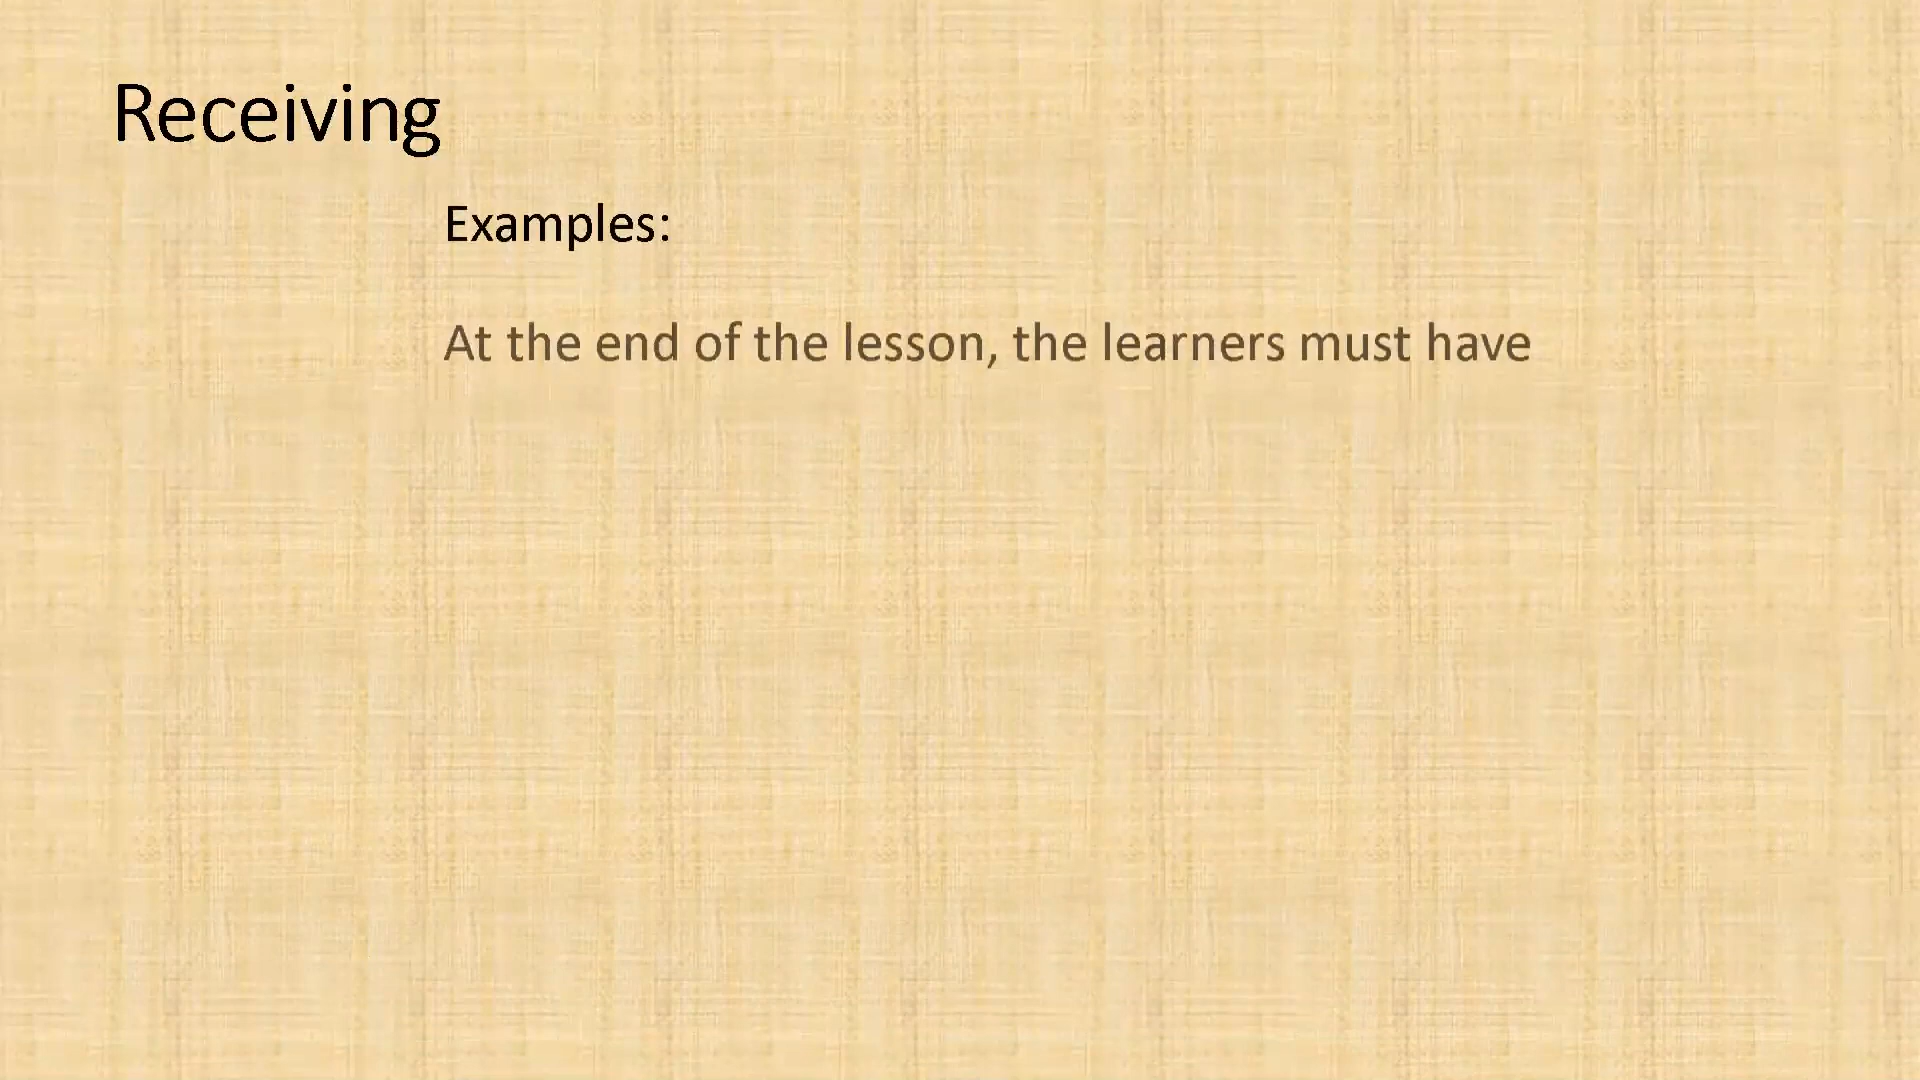 Receiving
Examples:
At the end of the lesson, the learners must have